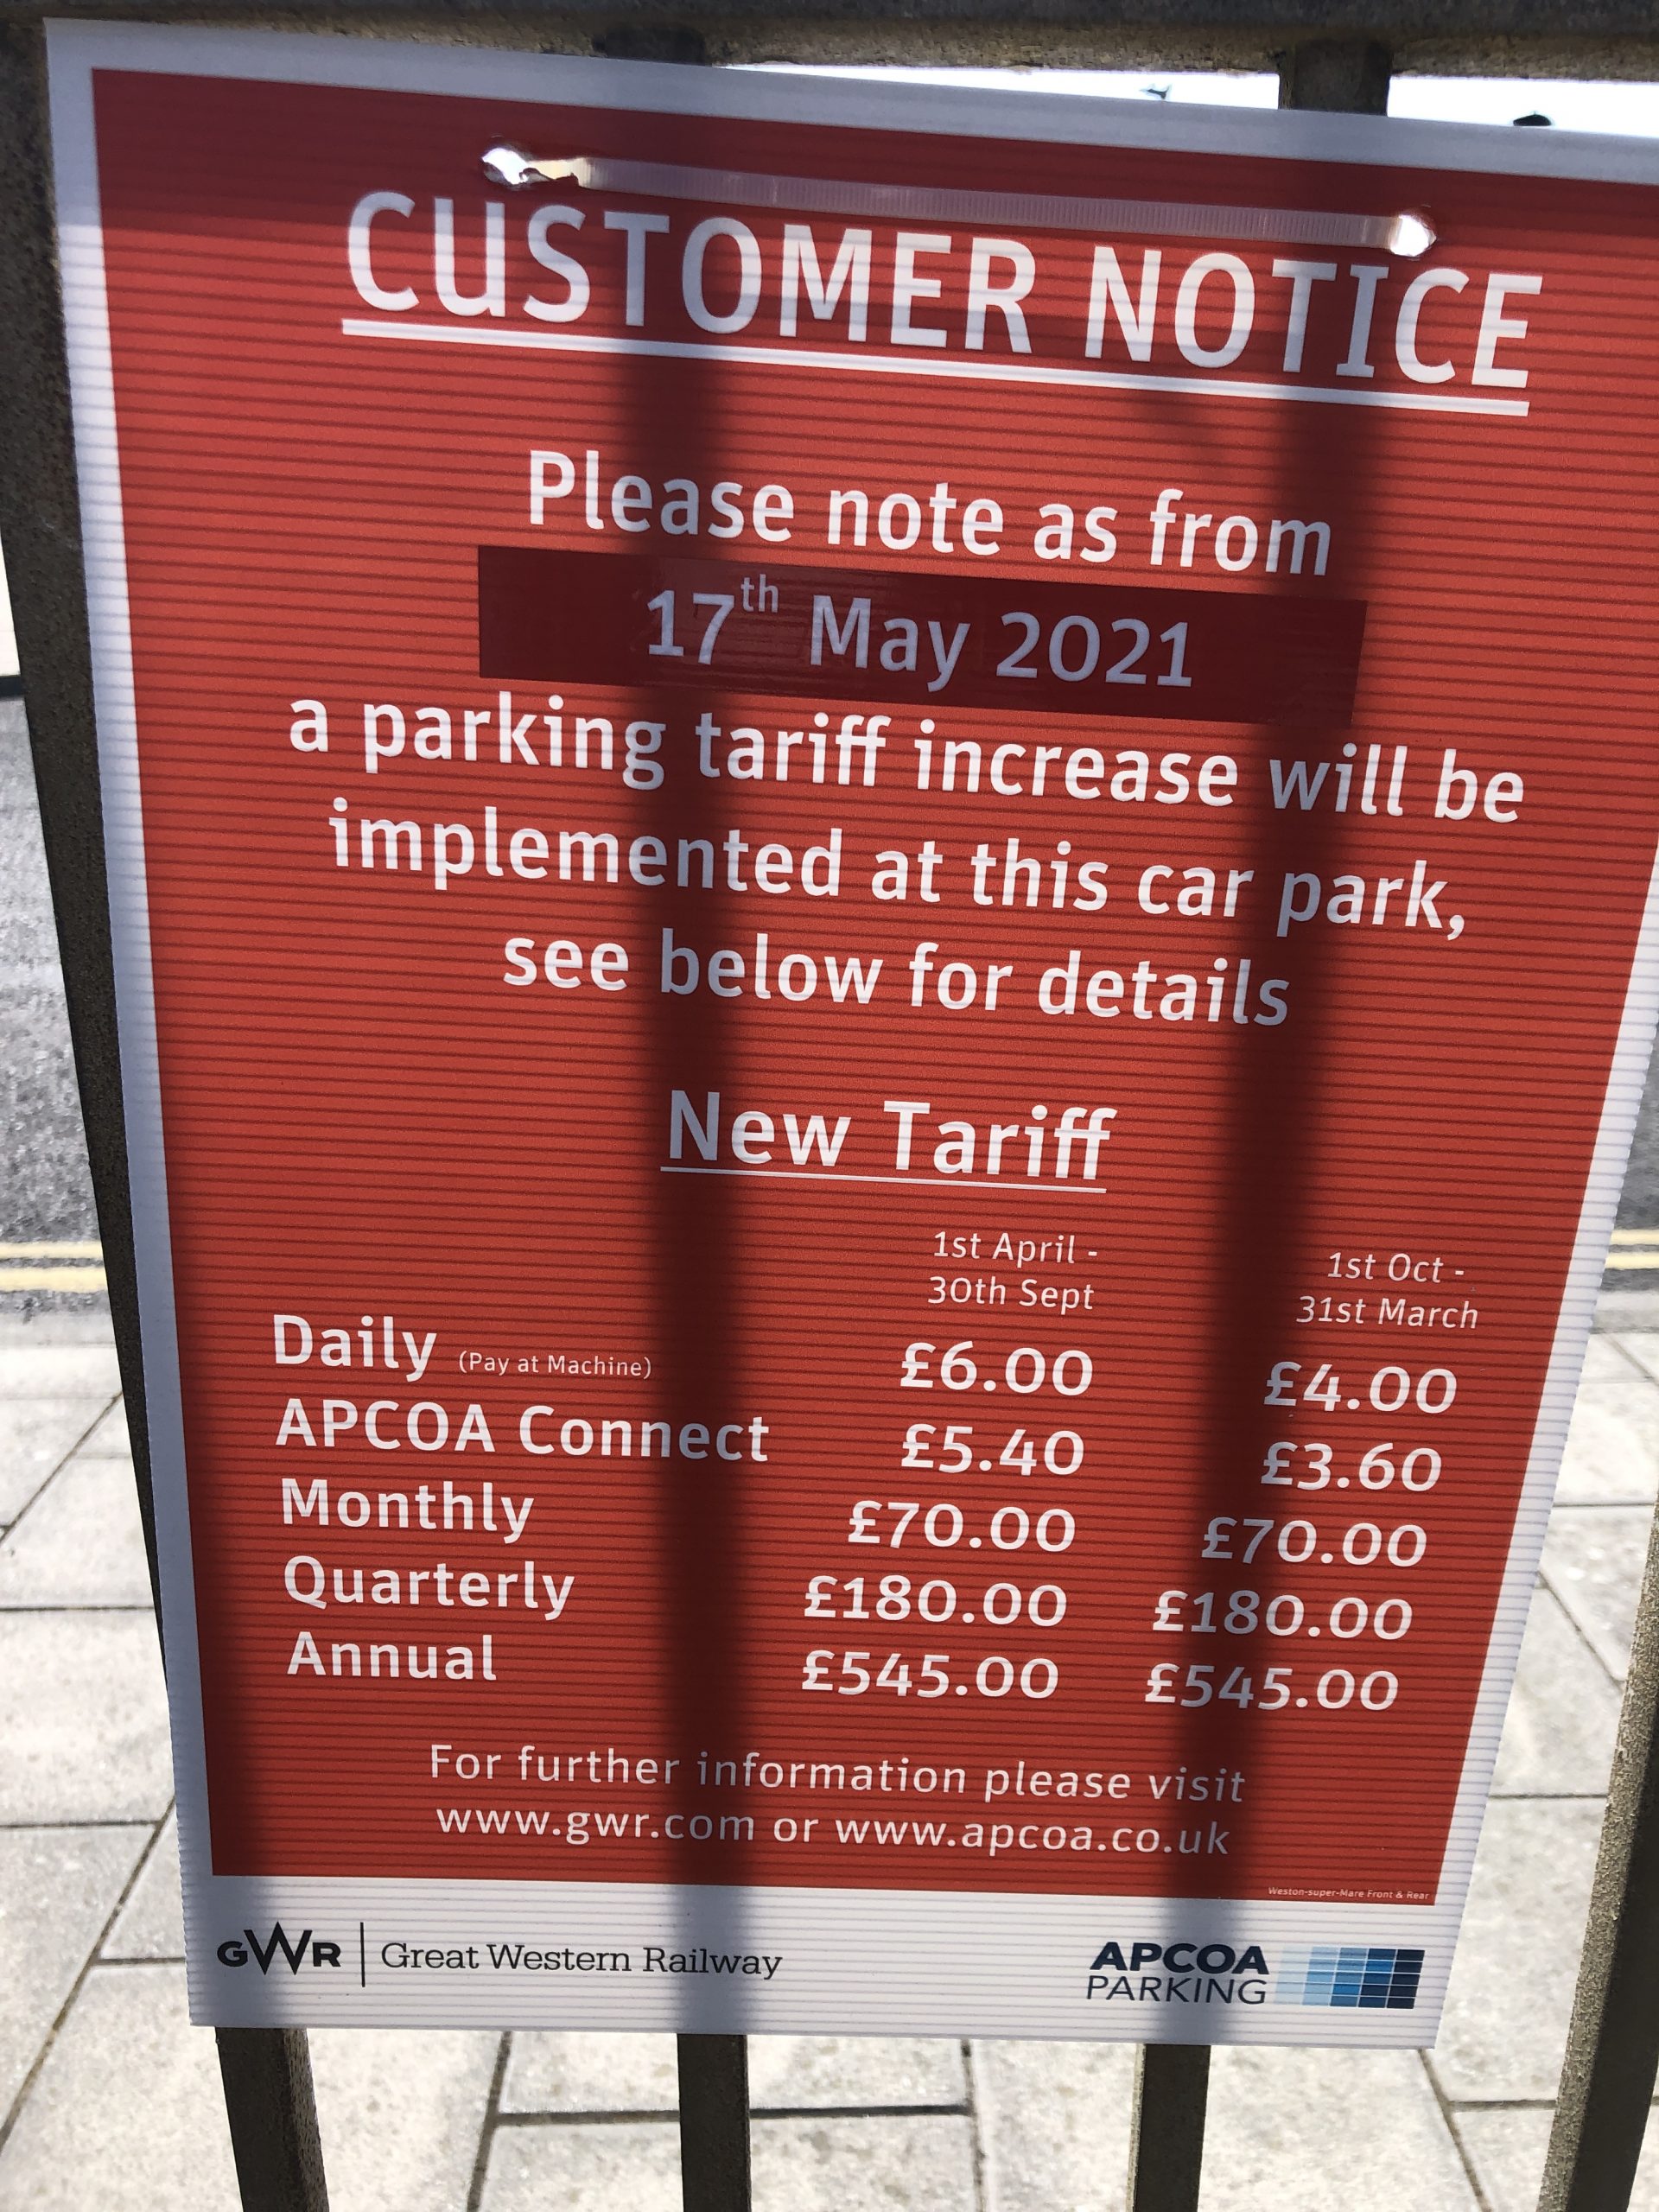 CUSTOMER NOTICE
Please note as from
17th May 2021
a parking tariff increase will be
implemented at this car park,
see below for details
New Tariff
1st April - 1st Oct -
30th Sept 31st March
Daily (Pay at Machine) £6.00 £4.00
APCOA Connect £5.40 £3.60
Monthly £70.00 £70.00
Quarterly £180.00 £180.00
Annual £545.00 £545.00
For further information please visit
www.gwr.com or www.apcoa.co.uk
Weston-super-Mare Front & Rear
GWR Great Western Railway APCOA
PARKING